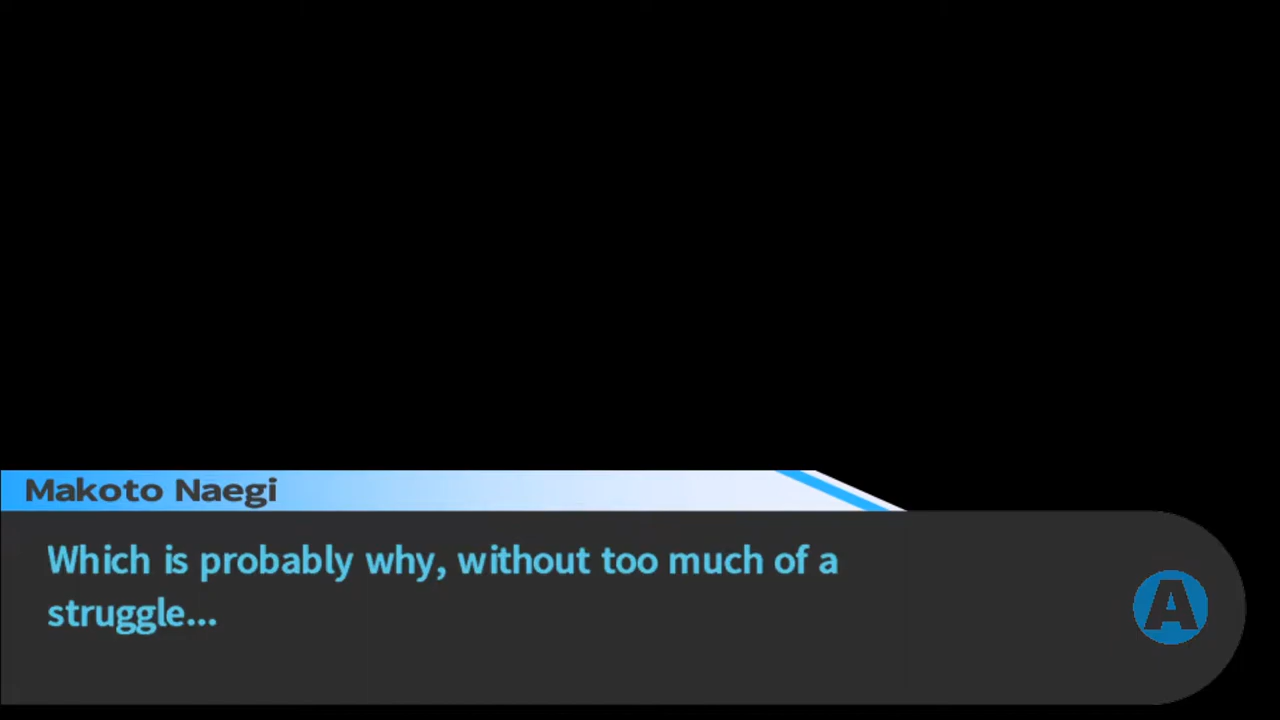 Makoto Naegi
Which is probably why, without too much of a
struggle...
A